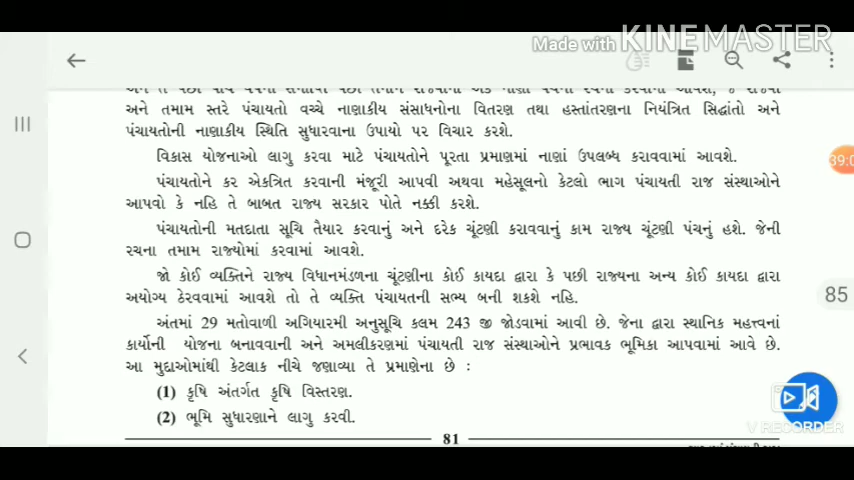 Made with KINEMASTER
અને તમામ સ્તરે પંચાયતો વચ્ચે નાણાકીય સંસાધનોના વિતરણ તથા હસ્તાંતરણના નિયંત્રિત સિદ્ધાંતો અને
પંચાયતોની નાણાકીય સ્થિતિ સુધારવાના ઉપાયો પર વિચાર કરશે.
વિકાસ યોજનાઓ લાગુ કરવા માટે પંચાયતોને પૂરતા પ્રમાણમાં નાણાં ઉપલબ્ધ કરાવવામાં આવશે.
39:0
પંચાયતોને કર એકત્રિત કરવાની મંજૂરી આપવી અથવા મહેસૂલનો કેટલો ભાગ પંચાયતી રાજ સંસ્થાઓને
આપવો કે નહિ તે બાબત રાજ્ય સરકાર પોતે નક્કી કરશે.
પંચાયતોની મતદાતા સૂચિ તૈયાર કરવાનું અને દરેક ચૂંટણી કરાવવાનું કામ રાજ્ય ચૂંટણી પંચનું હશે. જેની
રચના તમામ રાજ્યોમાં કરવામાં આવશે.
જો કોઈ વ્યક્તિને રાજ્ય વિધાનમંડળના ચૂંટણીના કોઈ કાયદા દ્વારા કે પછી રાજ્યના અન્ય કોઈ કાયદા દ્વારા
અયોગ્ય ઠેરવવામાં આવશે તો તે વ્યક્તિ પંચાયતની સભ્ય બની શકશે નહિ.
85
અંતમાં 29 મતોવાળી અગિયારમી અનુસૂચિ કલમ 243 જી જોડવામાં આવી છે. જેના દ્વારા સ્થાનિક મહત્ત્વનાં
કાર્યોની યોજના બનાવવાની અને અમલીકરણમાં પંચાયતી રાજ સંસ્થાઓને પ્રભાવક ભૂમિકા આપવામાં આવે છે.
આ મુદ્દાઓમાંથી કેટલાક નીચે જણાવ્યા તે પ્રમાણેના છે :
(1) કૃષિ અંતર્ગત કૃષિ વિસ્તરણ.
(2) ભૂમિ સુધારણાને લાગુ કરવી.
V RECORDER
81